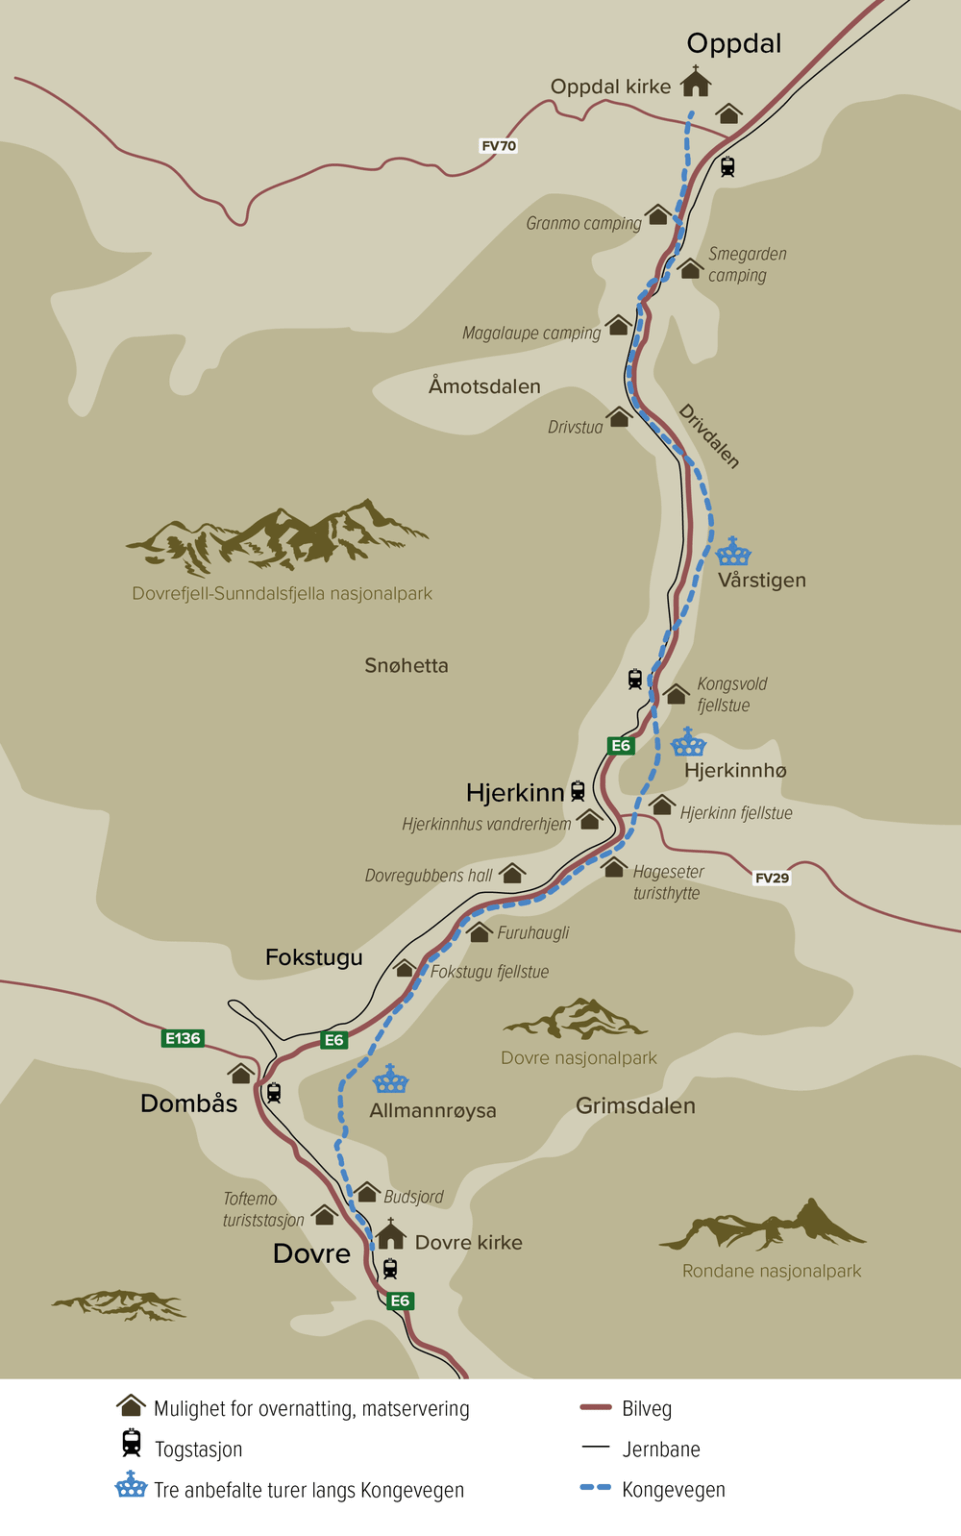 Oppdal
Oppdal kirke
FV70
Granmo camping
Smegarden
camping
Magalaupe camping
Åmotsdalen
Drivstua
Drivdalen
Vårstigen
Dovrefjell-Sunndalsfjella nasjonalpark
Snøhetta
Kongsvold
fjellstue
E6
Hjerkinnhø
Hjerkinn
Hjerkinn fjellstue
Hjerkinnhus vandrerhjem
Dovregubbens hall
Hageseter
turisthytte
FV29
Furuhaugli
Fokstugu
Fokstugu fjellstue
E136
E6
Dovre nasjonalpark
Dombås
Allmannrøysa
Grimsdalen
Budsjord
Toftemo
turiststasjon
Dovre kirke
Dovre
Rondane nasjonalpark
E6
Mulighet for overnatting, matservering
Togstasjon
Tre anbefalte turer langs Kongevegen
Bilveg
Jernbane
Kongevegen